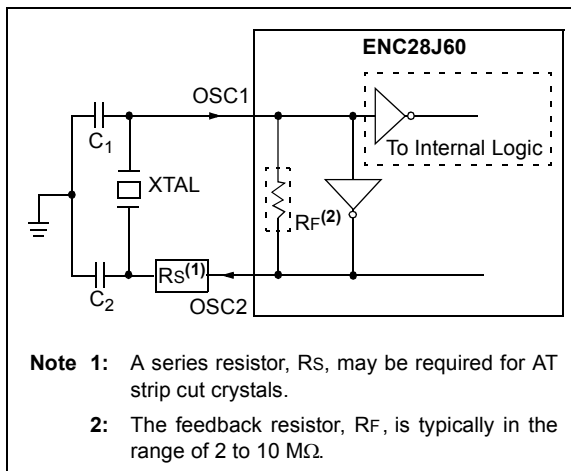 ENC28J60
OSC1
C1
To Internal Logic
XTAL
RF(2)
C2
RS(1)
OSC2
Note 1: A series resistor, RS, may be required for AT
strip cut crystals.
2: The feedback resistor, RF, is typically in the
range of 2 to 10 MΩ.